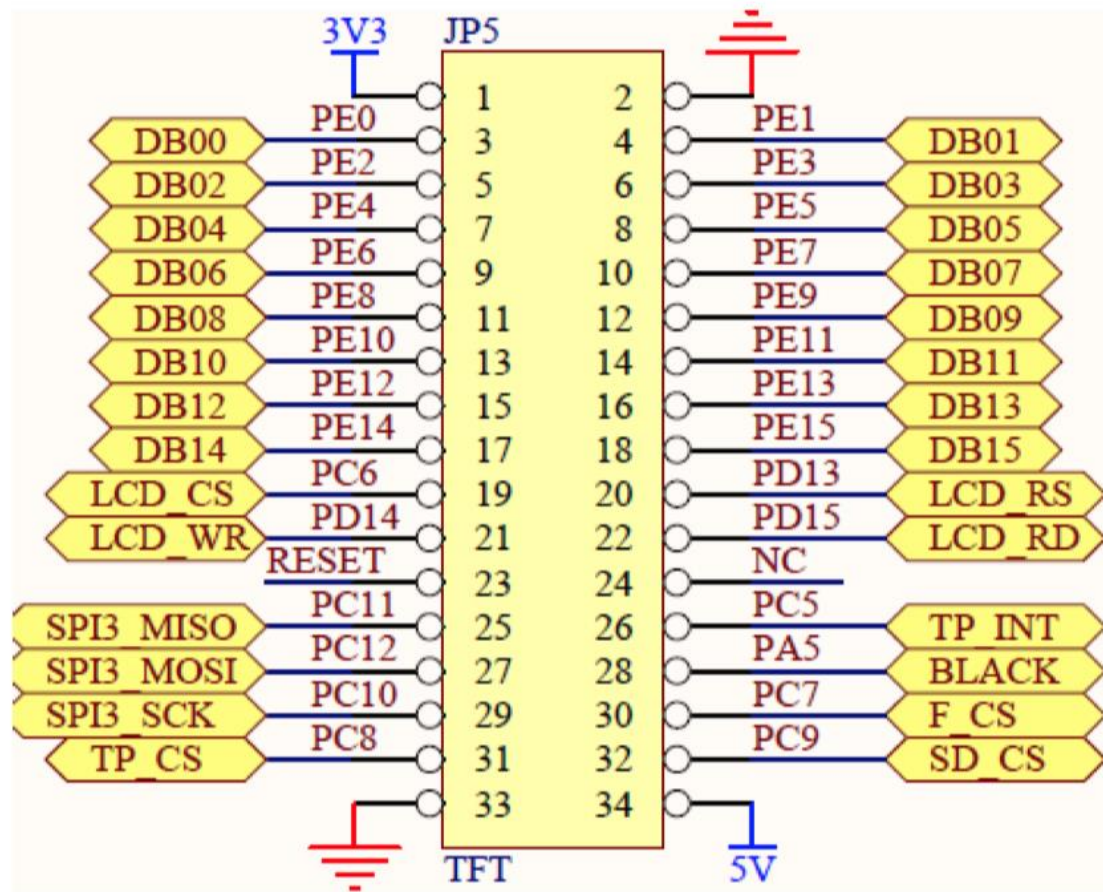 3V3 JP5
1 2
DB00 PE0 3 4 PE1 DB01
DB02 PE2 5 6 PE3 DB03
DB04 PE4 7 8 PE5 DB05
DB06 PE6 9 10 PE7 DB07
DB08 PE8 11 12 PE9 DB09
DB10 PE10 13 14 PE11 DB11
DB12 PE12 15 16 PE13 DB13
DB14 PE14 17 18 PE15 DB15
LCD_CS PC6 19 20 PD13 LCD_RS
LCD_WR PD14 21 22 PD15 LCD_RD
RESET 23 24 NC
SPI3_MISO PC11 25 26 PC5 TP_INT
SPI3_MOSI PC12 27 28 PA5 BLACK
SPI3_SCK PC10 29 30 PC7 F_CS
TP_CS PC8 31 32 PC9 SD_CS
33 34
TFT 5V